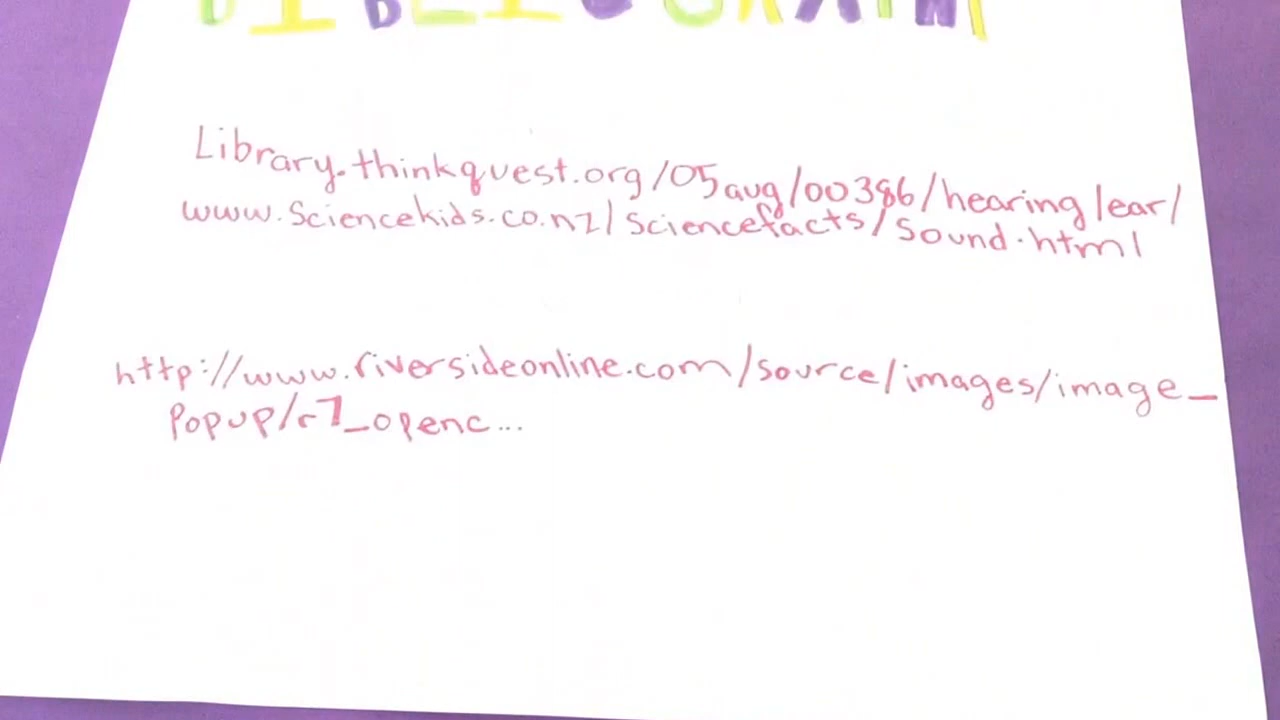 BIBLIOGRAPHY
Library.thinkquest.org/05aug/00386/hearing/ear/
www.Sciencekids.co.nz/Sciencefacts/Sound.html
http://www.riversideonline.com/source/images/image_
Popup/r7_openc...